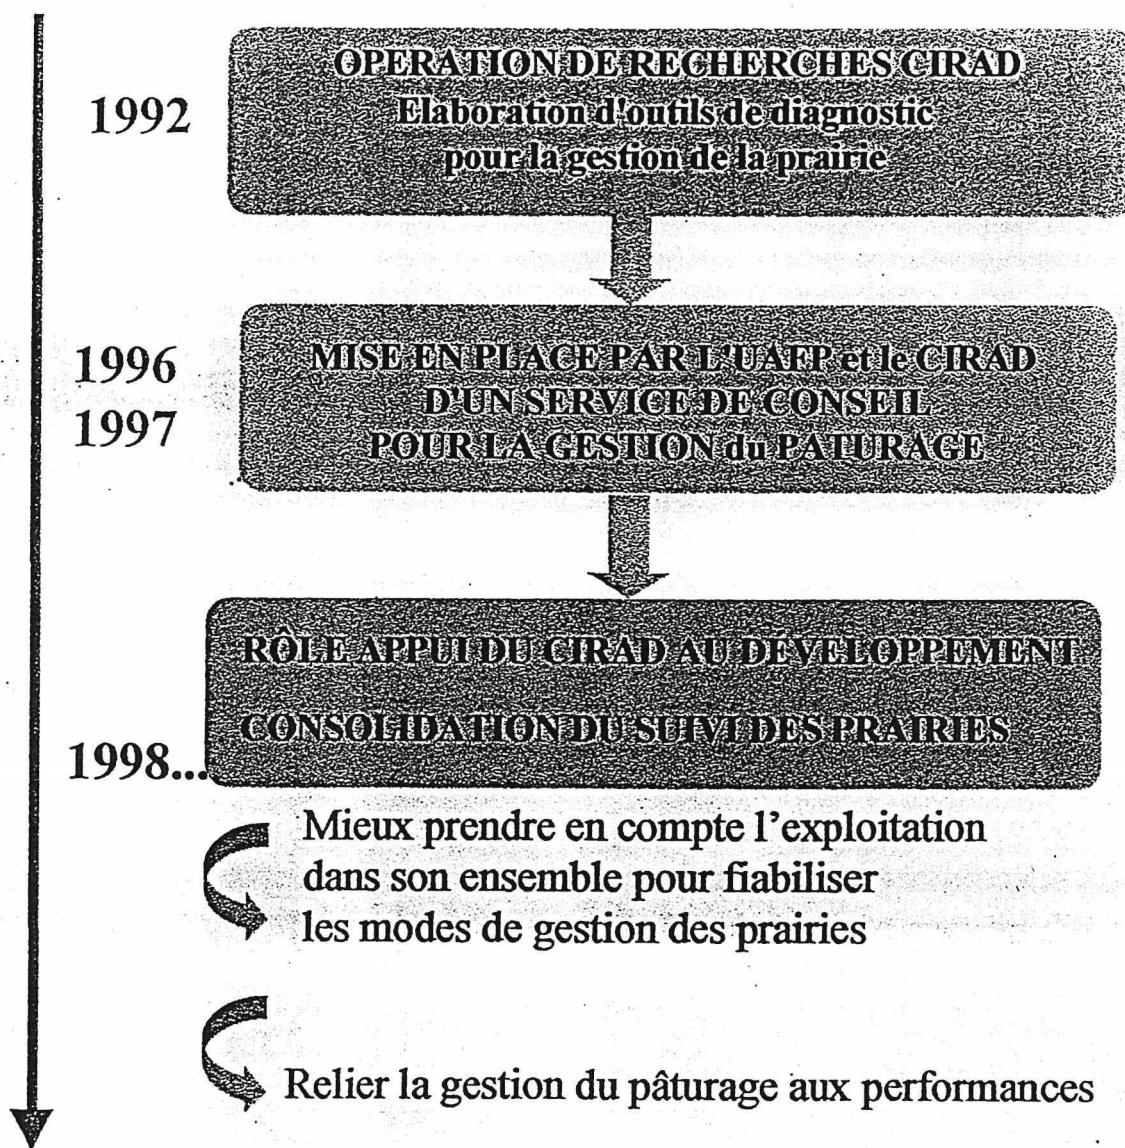 1992
OPERATION DE RECHERCHES CIRAD
Elaboration d'outils de diagnostic
pour la gestion de la prairie
1996
1997
MISE EN PLACE PAR L'UAFP et le CIRAD
D'UN SERVICE DE CONSEIL
POUR LA GESTION du PATURAGE
RÔLE APPUI DU CIRAD AU DÉVELOPPEMENT
CONSOLIDATION DU SUIVI DES PRAIRIES
1998...
Mieux prendre en compte l'exploitation
dans son ensemble pour fiabiliser
les modes de gestion des prairies
Relier la gestion du pâturage aux performances